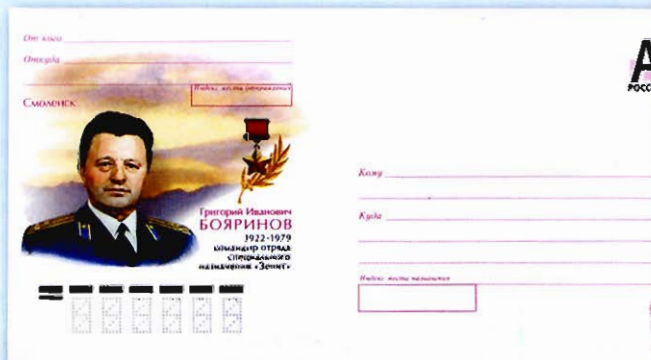 От кого
Откуда
Индекс места отправления
Смоленск
Григорий Иванович
БОЯРИНОВ
1922-1979
командир отряда
специального
назначения «Зенит»
А
РОСС
Кому
Куда
Индекс места назначения